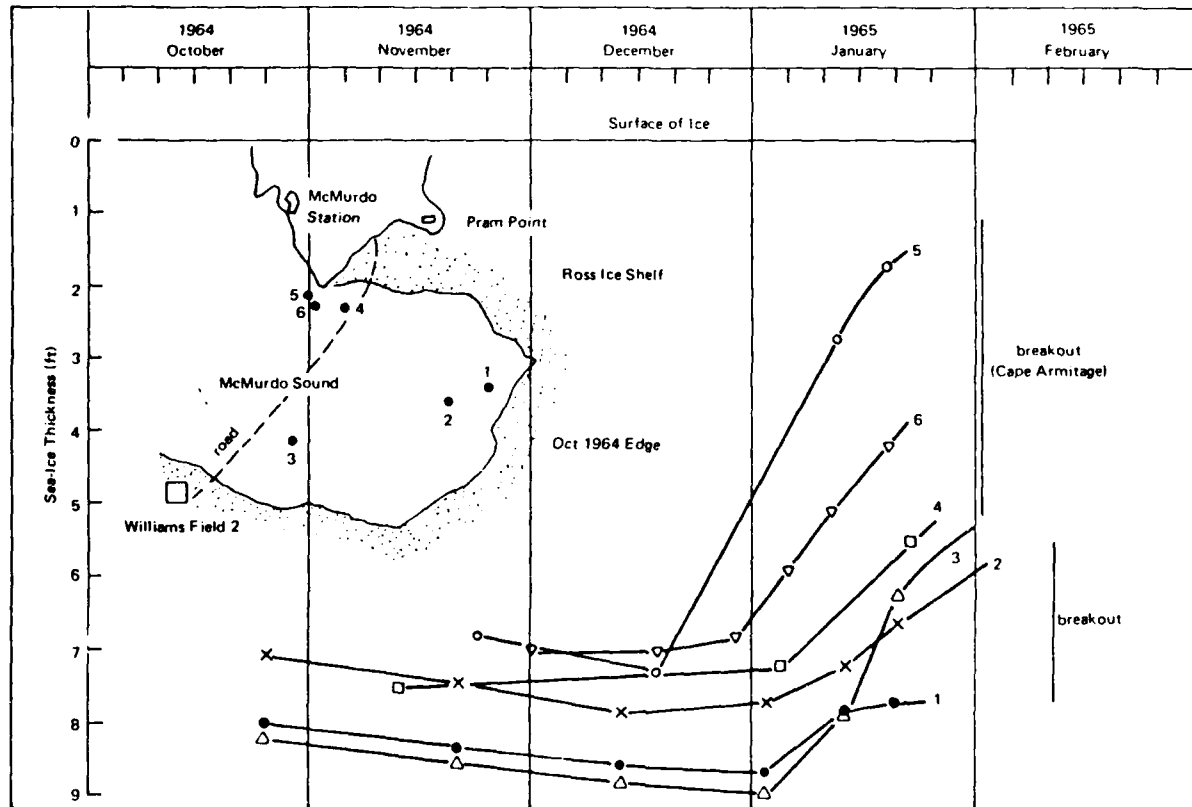 1964
October
1964
November
1964
December
1965
January
1965
February
Surface of Ice
Sea-Ice Thickness (ft)
0
1
2
3
4
5
6
7
8
9
McMurdo
Station
Pram Point
Ross Ice Shelf
5
6
4
McMurdo Sound
1
2
road
3
Oct 1964 Edge
Williams Field 2
5
6
4
3
2
1
breakout
(Cape Armitage)
breakout